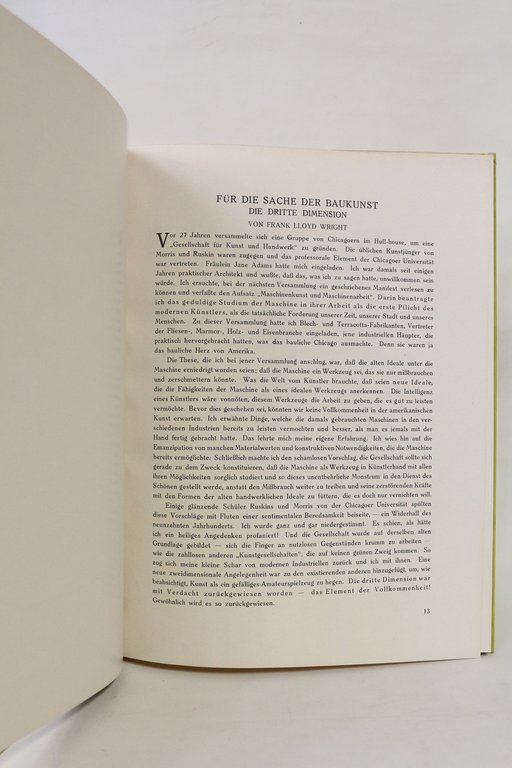 FÜR DIE SACHE DER BAUKUNST
DIE DRITTE DIMENSION
VON FRANK LLOYD WRIGHT
Vor 27 Jahren versammelte sich eine Gruppe von Chicagoern im Hull-house, um eine
„Gesellschaft für Kunst und Handwerk" zu gründen. Die üblichen Kunstjünger von
Morris und Ruskin waren zugegen und das professorale Element der Chicagoer Universität
war vertreten. Fräulein Jane Adams hatte mich eingeladen. Ich war damals seit einigen
Jahren praktischer Architekt und wußte, daß das, was ich zu sagen hatte, unwillkommen sein
würde. Ich ersuchte, bei der nächsten Versammlung ein geschriebenes Manifest verlesen zu
können und verfaßte den Aufsatz „Maschinenkunst und Maschinenarbeit". Darin beantragte
ich das geduldige Studium der Maschine in ihrer Arbeit als die erste Pflicht des
modernen Künstlers, als die tatsächliche Forderung unserer Zeit, unserer Stadt und unseres
Menschen. Zu dieser Versammlung hatte ich Blech- und Terracotta-Fabrikanten, Vertreter
der Fliesen-, Marmor-, Holz- und Eisenbranche eingeladen, jene industriellen Häupter, die
praktisch hervorgebracht hatten, was das bauliche Chicago ausmachte. Denn sie waren ja
das bauliche Herz von Amerika.
Die These, die ich bei jener Versammlung anschlug, war, daß die alten Ideale unter die
Maschine erniedrigt worden seien; daß die Maschine ein Werkzeug sei, das sie nur mißbrauchen
und zerschmettern könnte. Was die Welt vom Künstler brauchte, daß seien neue Ideale,
die die Fähigkeiten der Maschine als eines idealen Werkzeugs anerkennen. Die Intelligenz
eines Künstlers wäre vonnöten, diesem Werkzeuge die Arbeit zu geben, die es gut zu leisten
vermöchte. Bevor dies geschehen sei, könnten wir keine Vollkommenheit in der amerikanischen
Kunst erwarten. Ich erwähnte Dinge, welche die damals gebrauchten Maschinen in den ver-
schiedenen Industrien bereits zu leisten vermochten und besser, als man es jemals mit der
Hand fertig gebracht hatte. Das lehrte mich meine eigene Erfahrung. Ich wies hin auf die
Emanzipation von manchen Materialwerten und konstruktiven Notwendigkeiten, die die Maschine
bereits ermöglichte. Schließlich machte ich den schamlosen Vorschlag, die Gesellschaft sollte sich
gerade zu dem Zweck konstituieren, daß die Maschine als Werkzeug in Künstlerhand mit allen
ihren Möglichkeiten sorglich studiert und so dieses unentbehrliche Monstrum in den Dienst des
Schönen gestellt werde, anstatt den Mißbrauch weiter zu treiben und seine zerstörenden Kräfte
mit den Formen der alten handwerklichen Ideale zu füttern, die es doch nur vernichten will.
Einige glänzende Schüler Ruskins und Morris von der Chicagoer Universität spülten
diese Vorschläge mit Fluten einer sentimentalen Beredsamkeit beiseite, — ein Widerhall des
neunzehnten Jahrhunderts. Ich wurde ganz und gar niedergestimmt. Es schien, als hätte
ich ein heiliges Angedenken profaniert! Und die Gesellschaft wurde auf derselben alten
Grundlage gebildet — sich die Finger an nutzlosen Gegenständen krumm zu arbeiten —
wie die zahllosen anderen „Kunstgesellschaften", die auf keinen grünen Zweig kommen. So
zog sich meine kleine Schar von modernen Industriellen zurück und ich mit ihnen. Eine
neue zweidimensionale Angelegenheit war zu den existierenden anderen hinzugefügt, um, wie
beabsichtigt, Kunst als ein gefälliges Amateurspielzeug zu hegen. Die dritte Dimension war
mit Verdacht zurückgewiesen worden — das Element der Vollkommenheit!
Gewöhnlich wird es so zurückgewiesen.
13